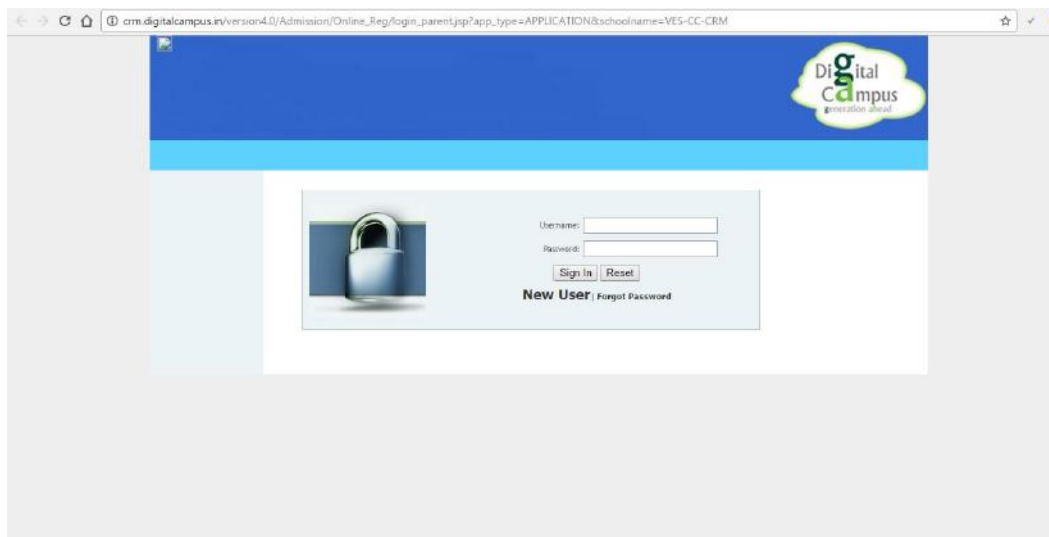 crm.digitalcampus.in/version4.0/Admission/Online_Reg/login_parent.jsp?app_type=APPLICATION&schoolname=VES-CC-CRM
Digital
Campus
generation ahead
Username:
Password:
Sign In Reset
New User | Forgot Password